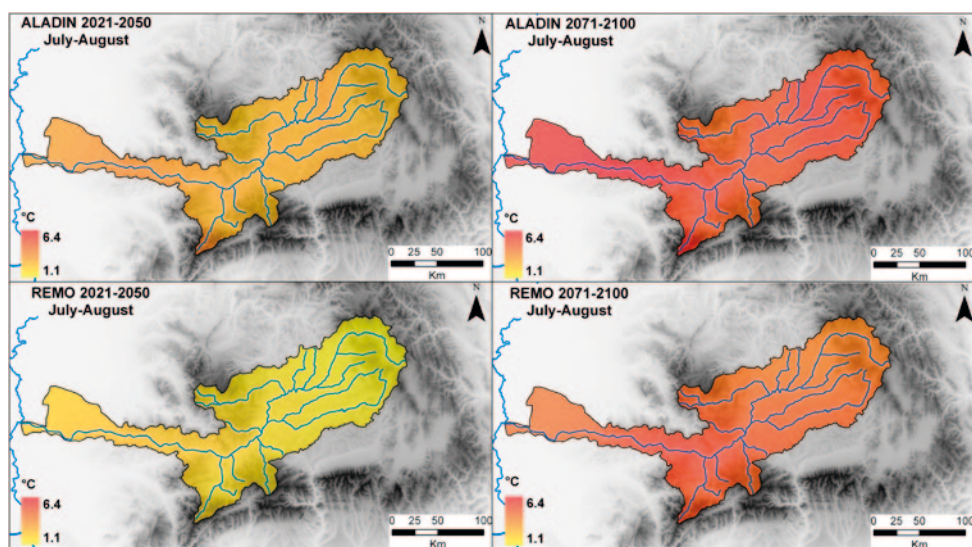 ALADIN 2021-2050
July-August
N
°C
6.4
1.1
0 25 50 100
Km
ALADIN 2071-2100
July-August
N
°C
6.4
1.1
0 25 50 100
Km
REMO 2021-2050
July-August
N
°C
6.4
1.1
0 25 50 100
Km
REMO 2071-2100
July-August
N
°C
6.4
1.1
0 25 50 100
Km